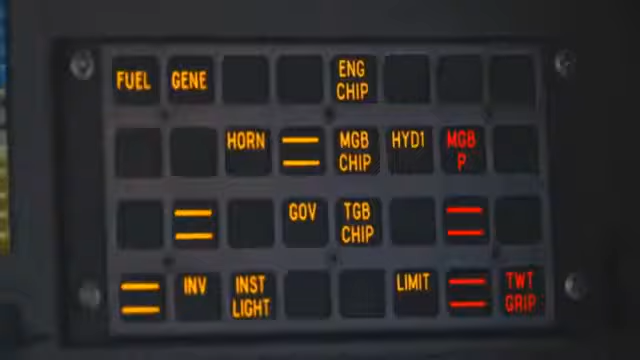 FUEL GENE ENG CHIP
HORN MGB CHIP HYD1 MGB P
GOV TGB CHIP
INV INST LIGHT LIMIT TWT GRIP